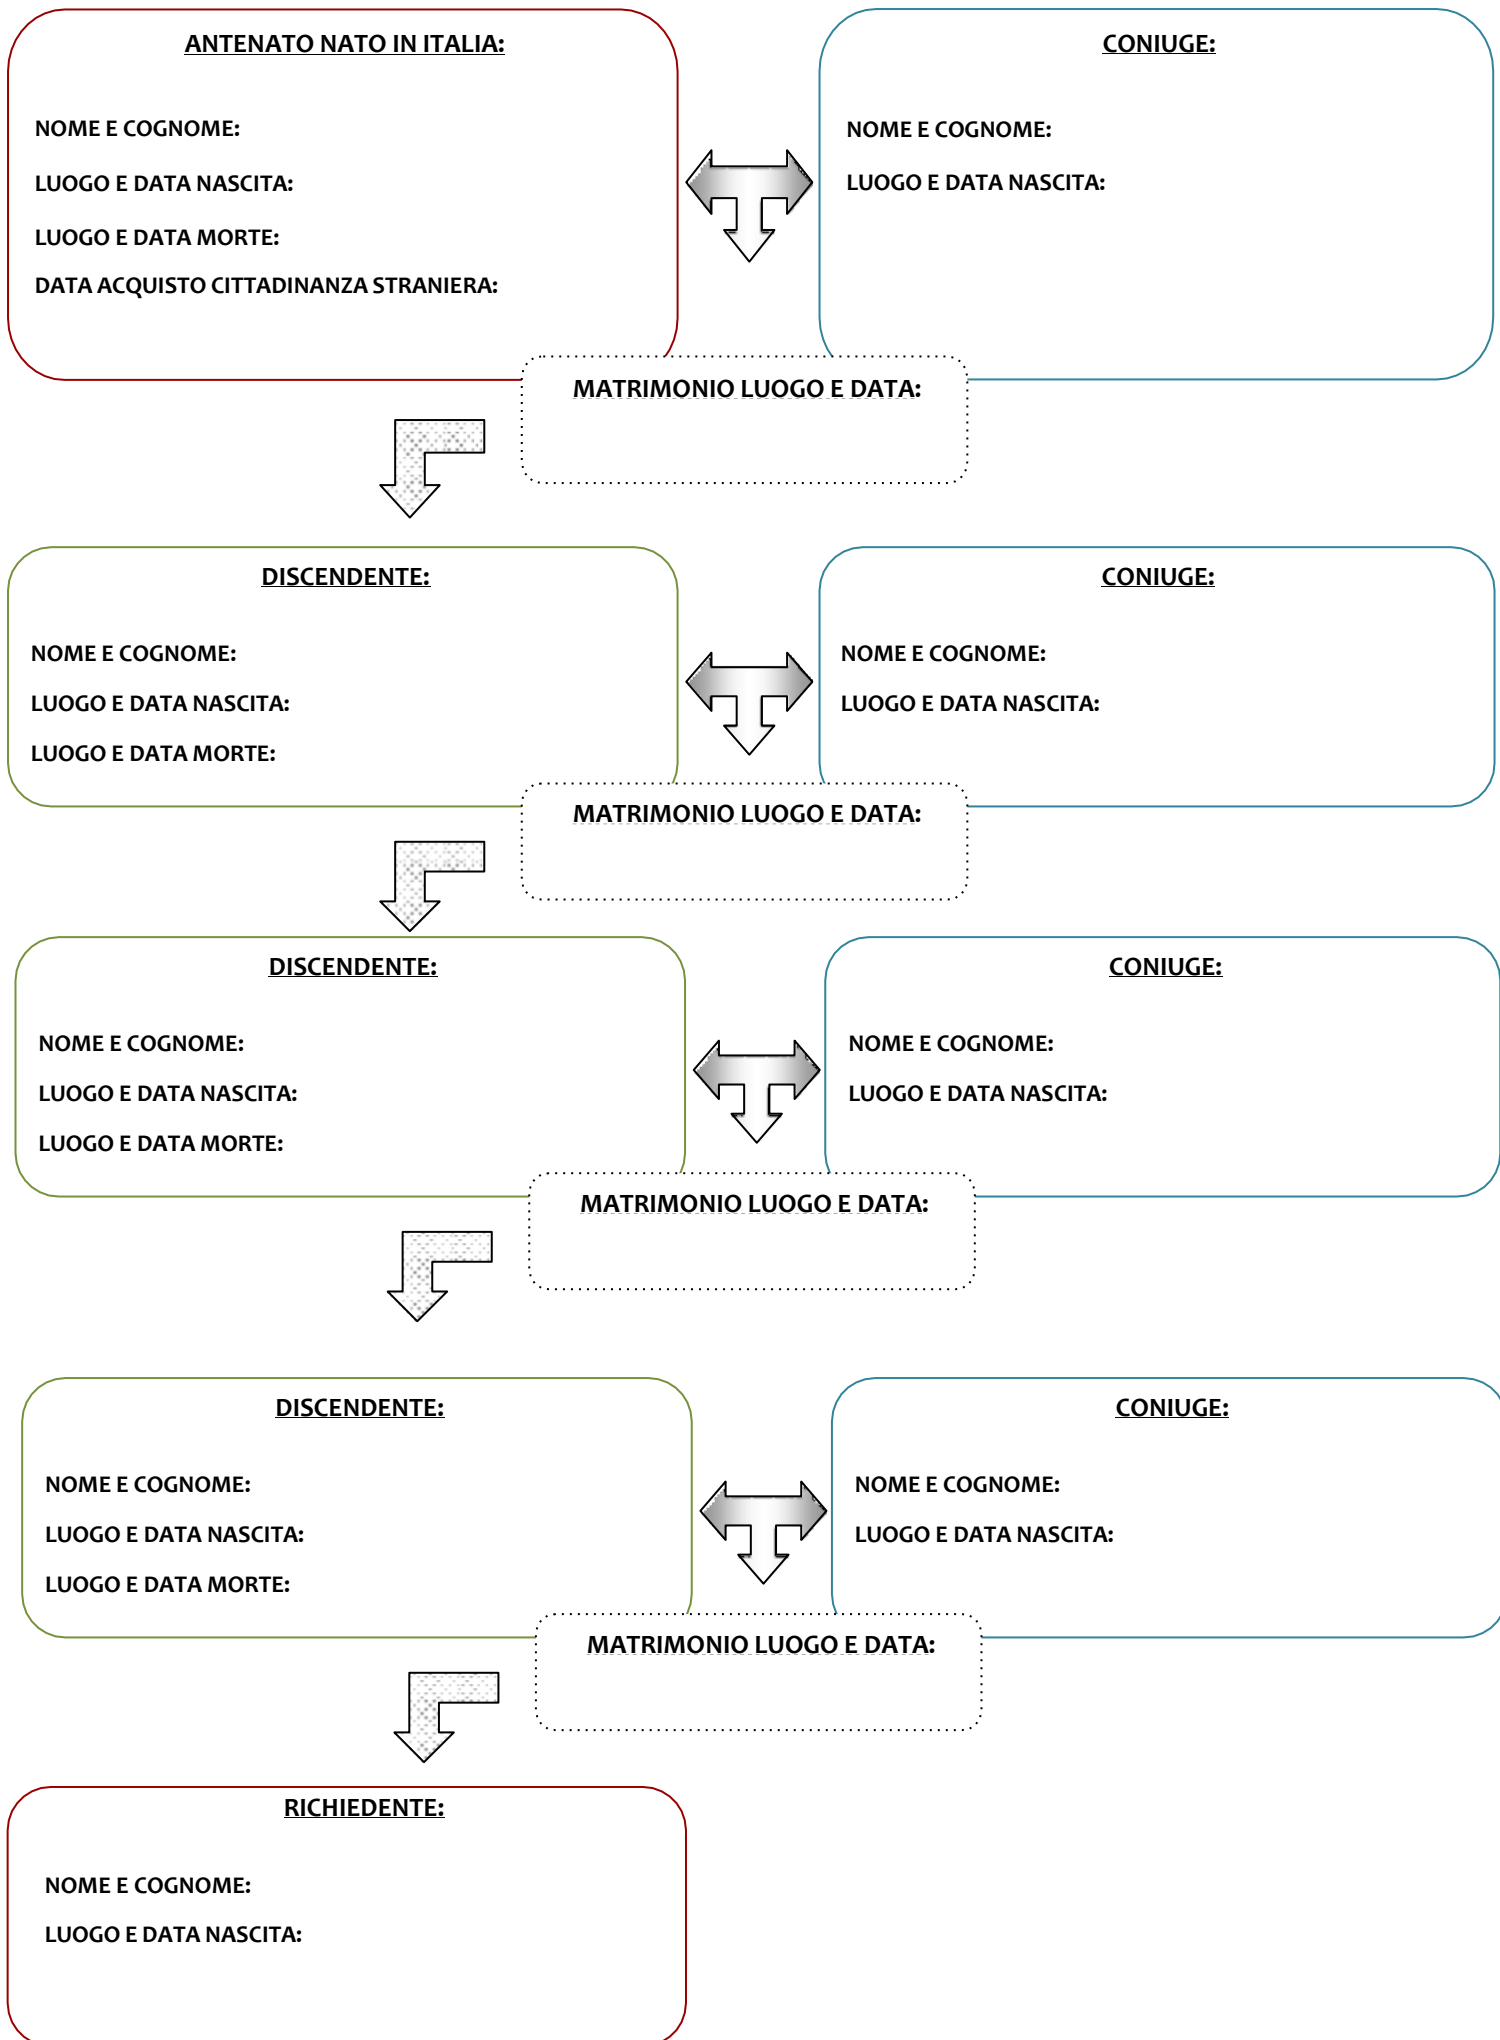 ANTENATO NATO IN ITALIA:
NOME E COGNOME:
LUOGO E DATA NASCITA:
LUOGO E DATA MORTE:
DATA ACQUISTO CITTADINANZA STRANIERA:
CONIUGE:
NOME E COGNOME:
LUOGO E DATA NASCITA:
MATRIMONIO LUOGO E DATA:
DISCENDENTE:
NOME E COGNOME:
LUOGO E DATA NASCITA:
LUOGO E DATA MORTE:
CONIUGE:
NOME E COGNOME:
LUOGO E DATA NASCITA:
MATRIMONIO LUOGO E DATA:
DISCENDENTE:
NOME E COGNOME:
LUOGO E DATA NASCITA:
LUOGO E DATA MORTE:
CONIUGE:
NOME E COGNOME:
LUOGO E DATA NASCITA:
MATRIMONIO LUOGO E DATA:
DISCENDENTE:
NOME E COGNOME:
LUOGO E DATA NASCITA:
LUOGO E DATA MORTE:
CONIUGE:
NOME E COGNOME:
LUOGO E DATA NASCITA:
MATRIMONIO LUOGO E DATA:
RICHIEDENTE:
NOME E COGNOME:
LUOGO E DATA NASCITA: